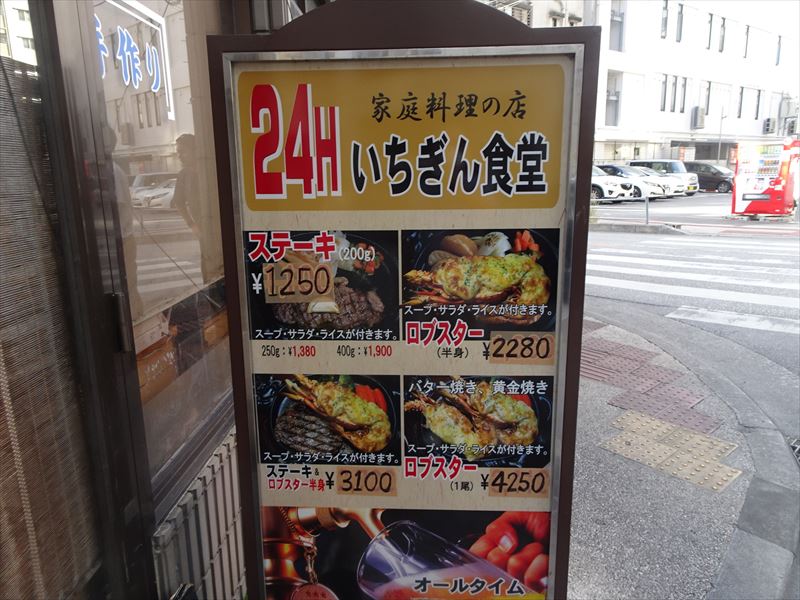 手作り
家庭料理の店
24H いちぎん食堂
ステーキ(200g)
¥1250
スープ・サラダ・ライスが付きます。
250g:¥1,380 400g:¥1,900
スープ・サラダ・ライスが付きます。
ロブスター
(半身) ¥2280
スープ・サラダ・ライスが付きます。
ステーキ&
ロブスター半身 ¥3100
バター焼き、黄金焼き
スープ・サラダ・ライスが付きます。
ロブスター
(1尾) ¥4250
オールタイム